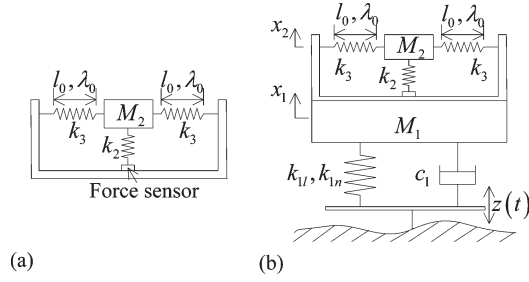 l₀, λ₀ l₀, λ₀
M₂
k₃ k₂ k₃
Force sensor
(a)
x₂ l₀, λ₀ l₀, λ₀
M₂
k₃ k₂ k₃
x₁
M₁
k₁ₗ, k₁ₙ c₁
z(t)
(b)